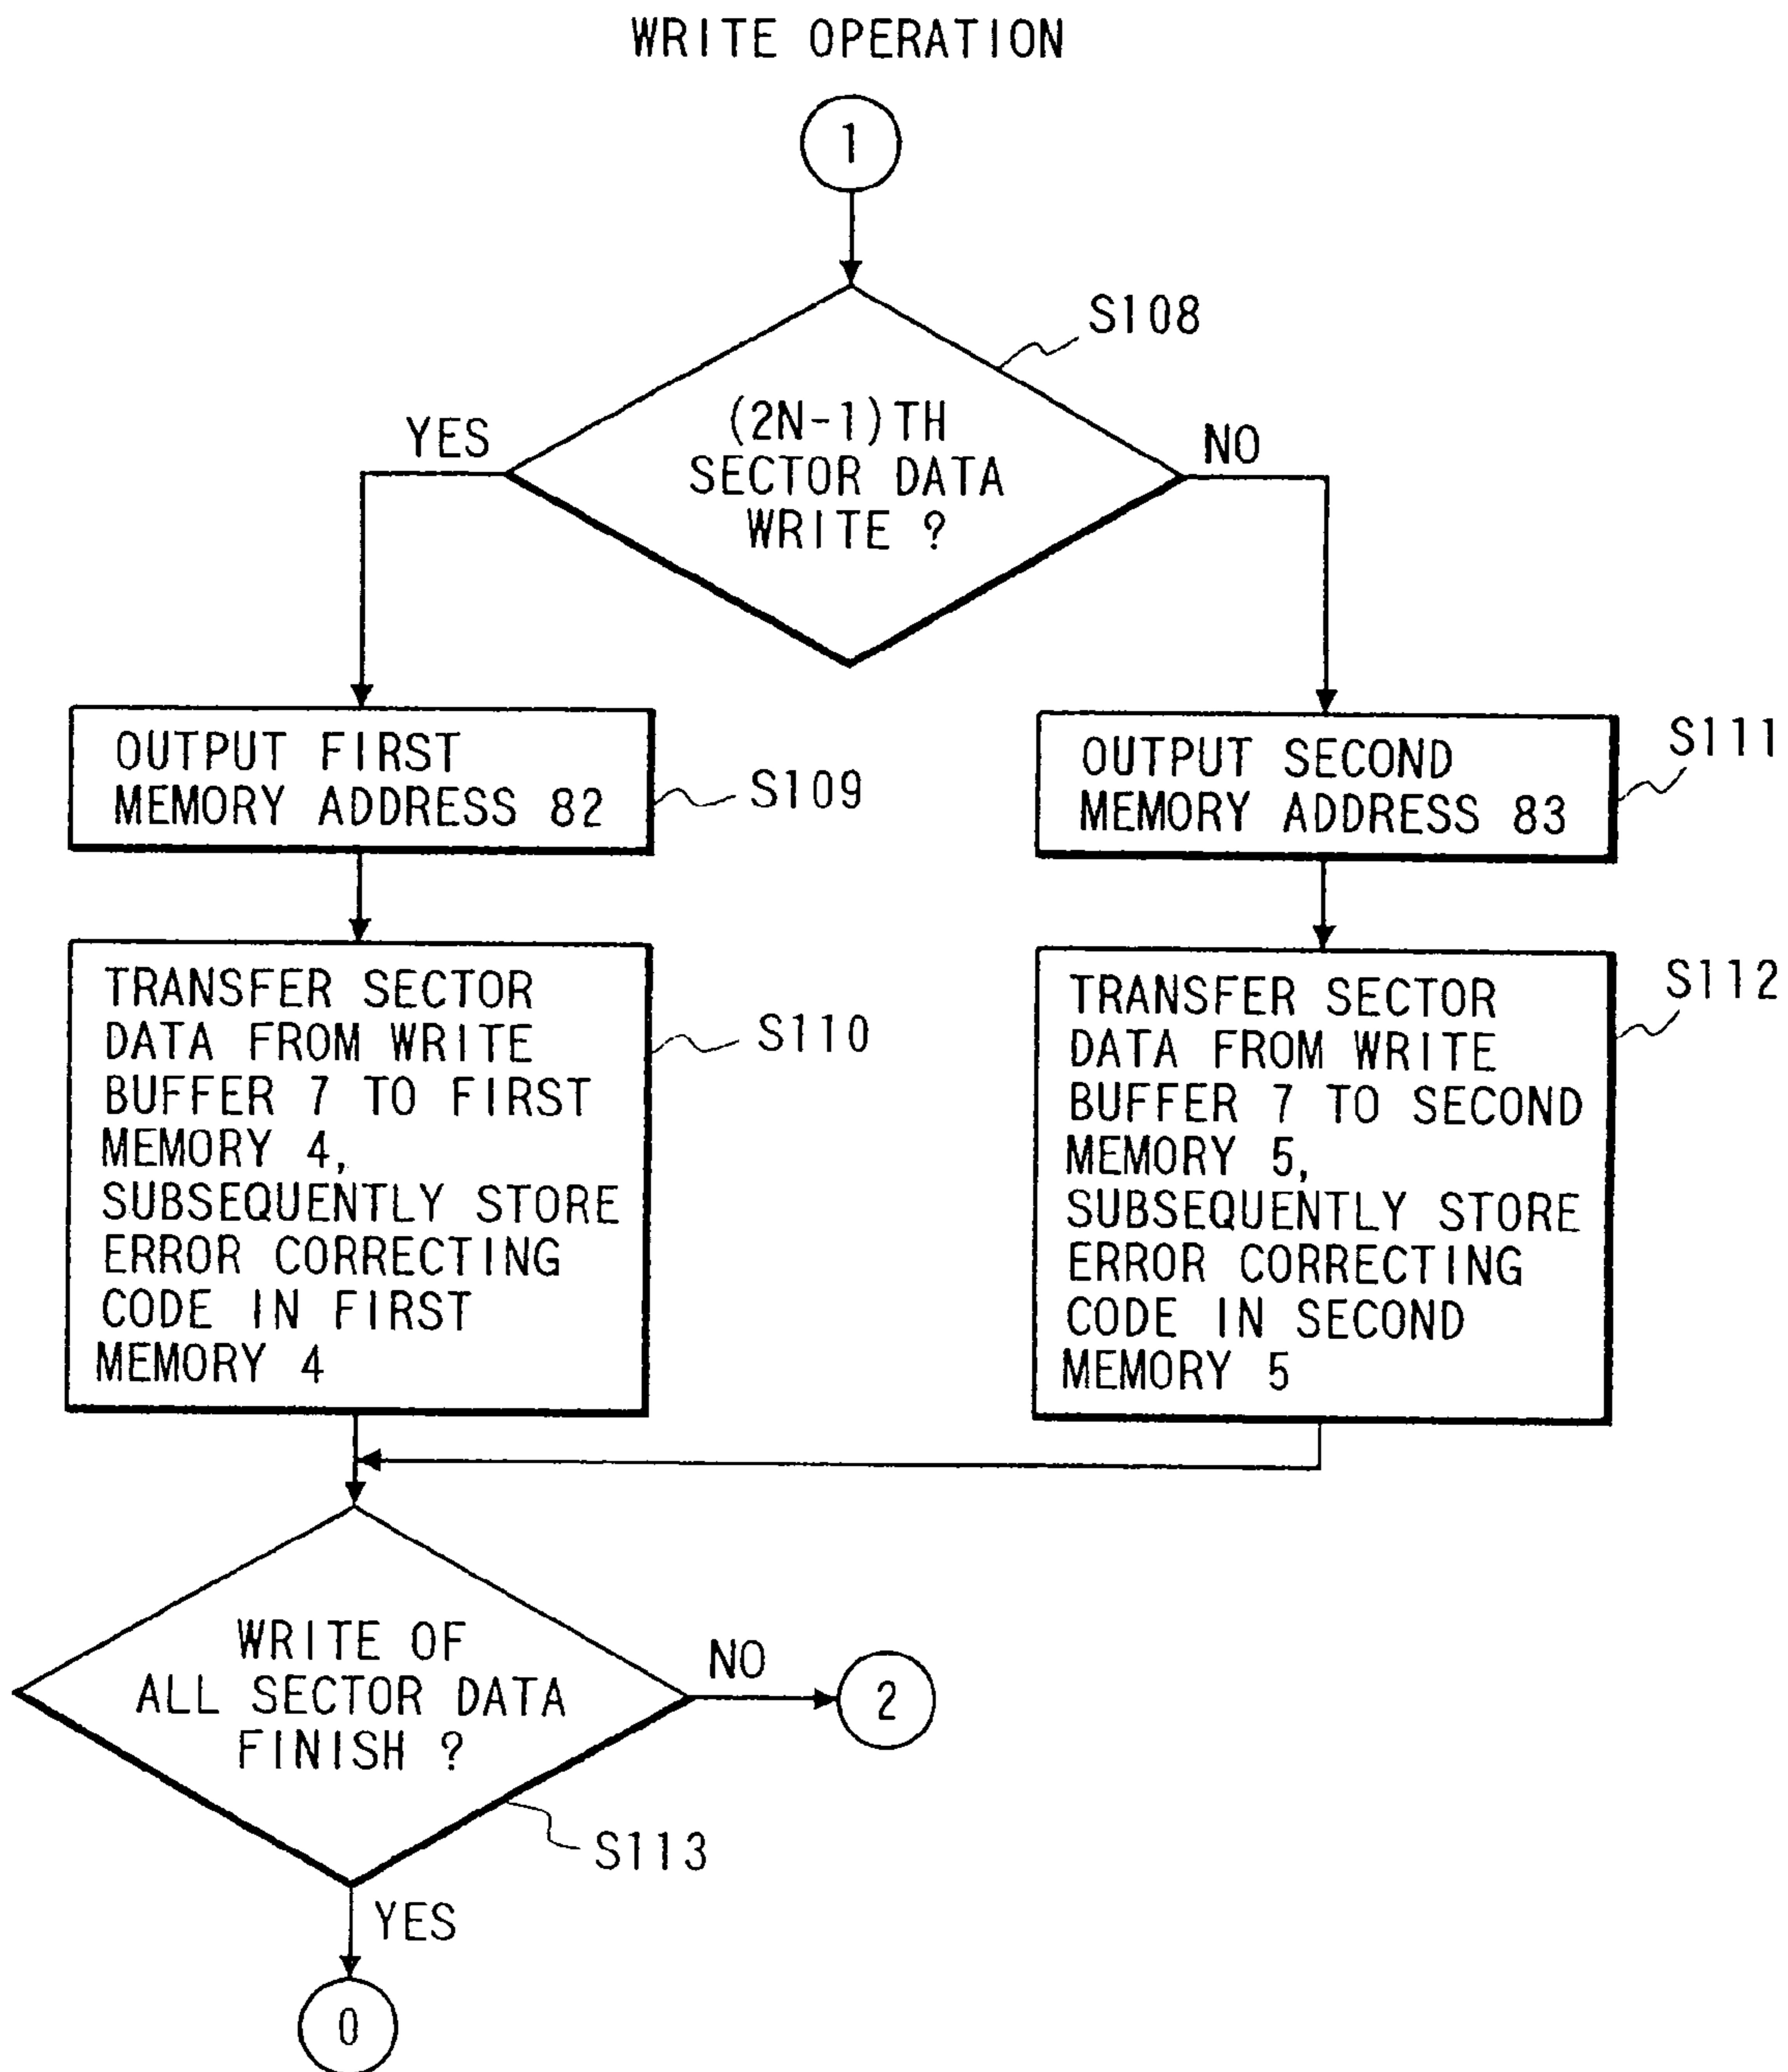 WRITE OPERATION
1
S108
(2N-1)TH
SECTOR DATA
WRITE ?
YES
NO
OUTPUT FIRST
MEMORY ADDRESS 82
S109
OUTPUT SECOND
MEMORY ADDRESS 83
S111
TRANSFER SECTOR
DATA FROM WRITE
BUFFER 7 TO FIRST
MEMORY 4,
SUBSEQUENTLY STORE
ERROR CORRECTING
CODE IN FIRST
MEMORY 4
S110
TRANSFER SECTOR
DATA FROM WRITE
BUFFER 7 TO SECOND
MEMORY 5,
SUBSEQUENTLY STORE
ERROR CORRECTING
CODE IN SECOND
MEMORY 5
S112
WRITE OF
ALL SECTOR DATA
FINISH ?
NO
2
S113
YES
0